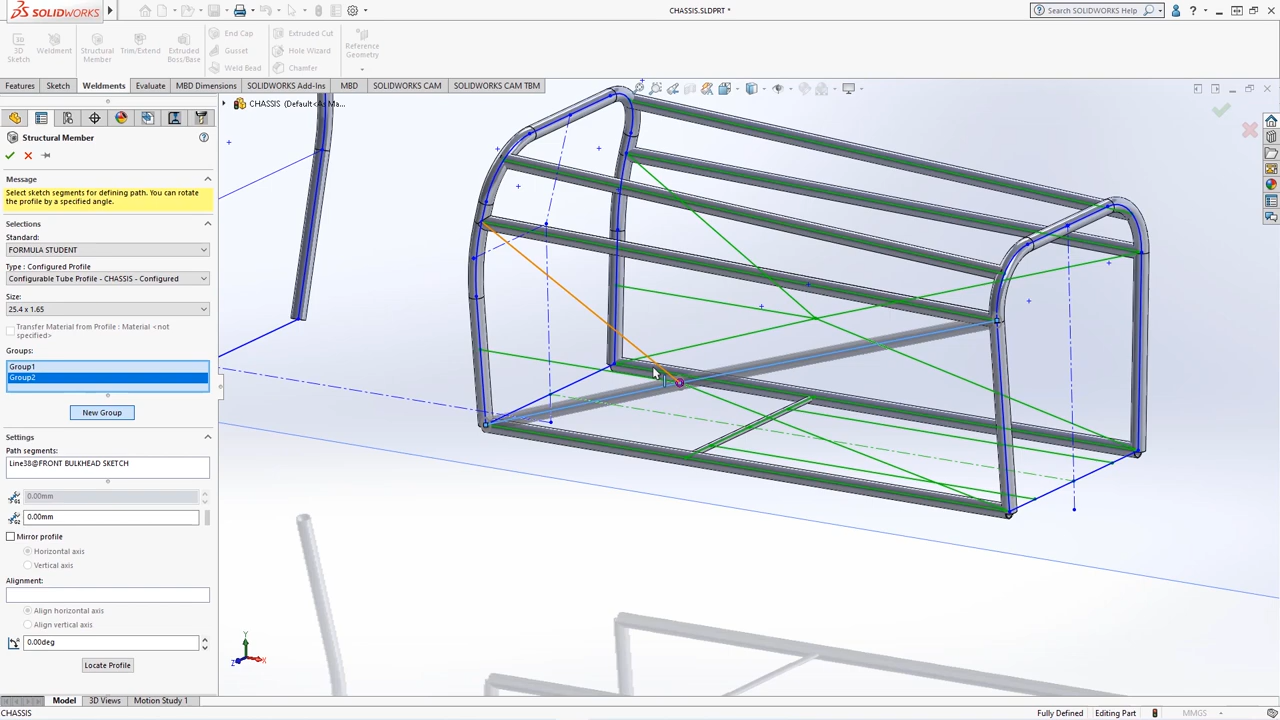 SOLIDWORKS
CHASSIS.SLDPRT *
Search SOLIDWORKS Help
3D Sketch
Weldment
Structural Member
Trim/Extend
Extruded Boss/Base
End Cap
Gusset
Weld Bead
Extruded Cut
Hole Wizard
Chamfer
Reference Geometry
Features
Sketch
Weldments
Evaluate
MBD Dimensions
SOLIDWORKS Add-Ins
MBD
SOLIDWORKS CAM
SOLIDWORKS CAM TBM
CHASSIS (Default<As Ma...
Structural Member
Message
Select sketch segments for defining path. You can rotate
the profile by a specified angle.
Selections
Standard:
FORMULA STUDENT
Type : Configured Profile
Configurable Tube Profile - CHASSIS - Configured
Size:
25.4 x 1.65
Transfer Material from Profile : Material <not
specified>
Groups:
Group1
Group2
New Group
Settings
Path segments:
Line38@FRONT BULKHEAD SKETCH
G1
0.00mm
G2
0.00mm
Mirror profile
Horizontal axis
Vertical axis
Alignment:
Align horizontal axis
Align vertical axis
0.00deg
Locate Profile
Y
Z
X
Model
3D Views
Motion Study 1
CHASSIS
Fully Defined
Editing Part
MMGS